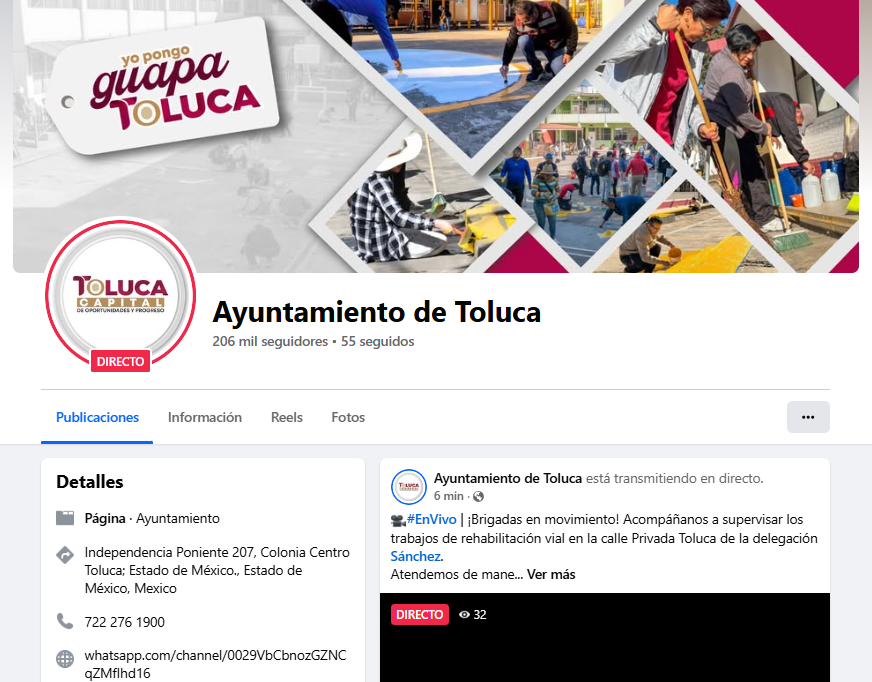 yo pongo
guapa
TOLUCA
TOLUCA
CAPITAL
DE OPORTUNIDADES Y PROGRESO
DIRECTO
Ayuntamiento de Toluca
206 mil seguidores • 55 seguidos
Publicaciones Información Reels Fotos
Detalles
Página · Ayuntamiento
Independencia Poniente 207, Colonia Centro
Toluca; Estado de México., Estado de
México, Mexico
722 276 1900
whatsapp.com/channel/0029VbCbnozGZNC
qZMflhd16
TOLUCA
Ayuntamiento de Toluca está transmitiendo en directo.
6 min ·
#EnVivo | ¡Brigadas en movimiento! Acompáñanos a supervisar los
trabajos de rehabilitación vial en la calle Privada Toluca de la delegación
Sánchez.
Atendemos de mane... Ver más
DIRECTO 32